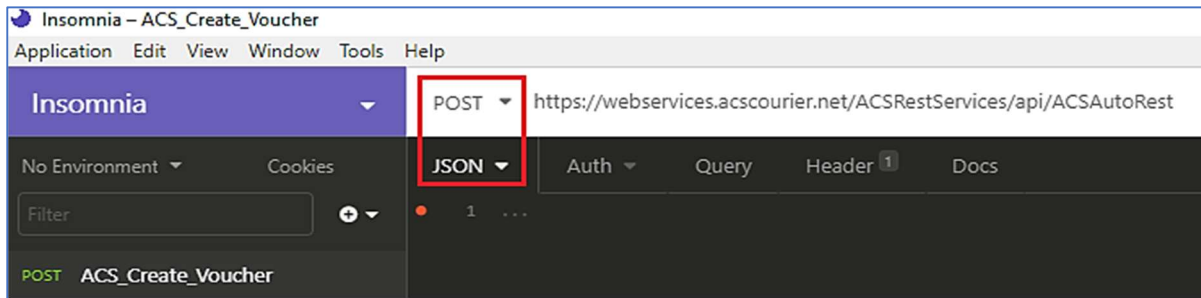 Insomnia – ACS_Create_Voucher
Application Edit View Window Tools Help
Insomnia
POST https://webservices.acscourier.net/ACSRestServices/api/ACSAutoRest
No Environment Cookies
JSON Auth Query Header 1 Docs
Filter
1 ...
POST ACS_Create_Voucher